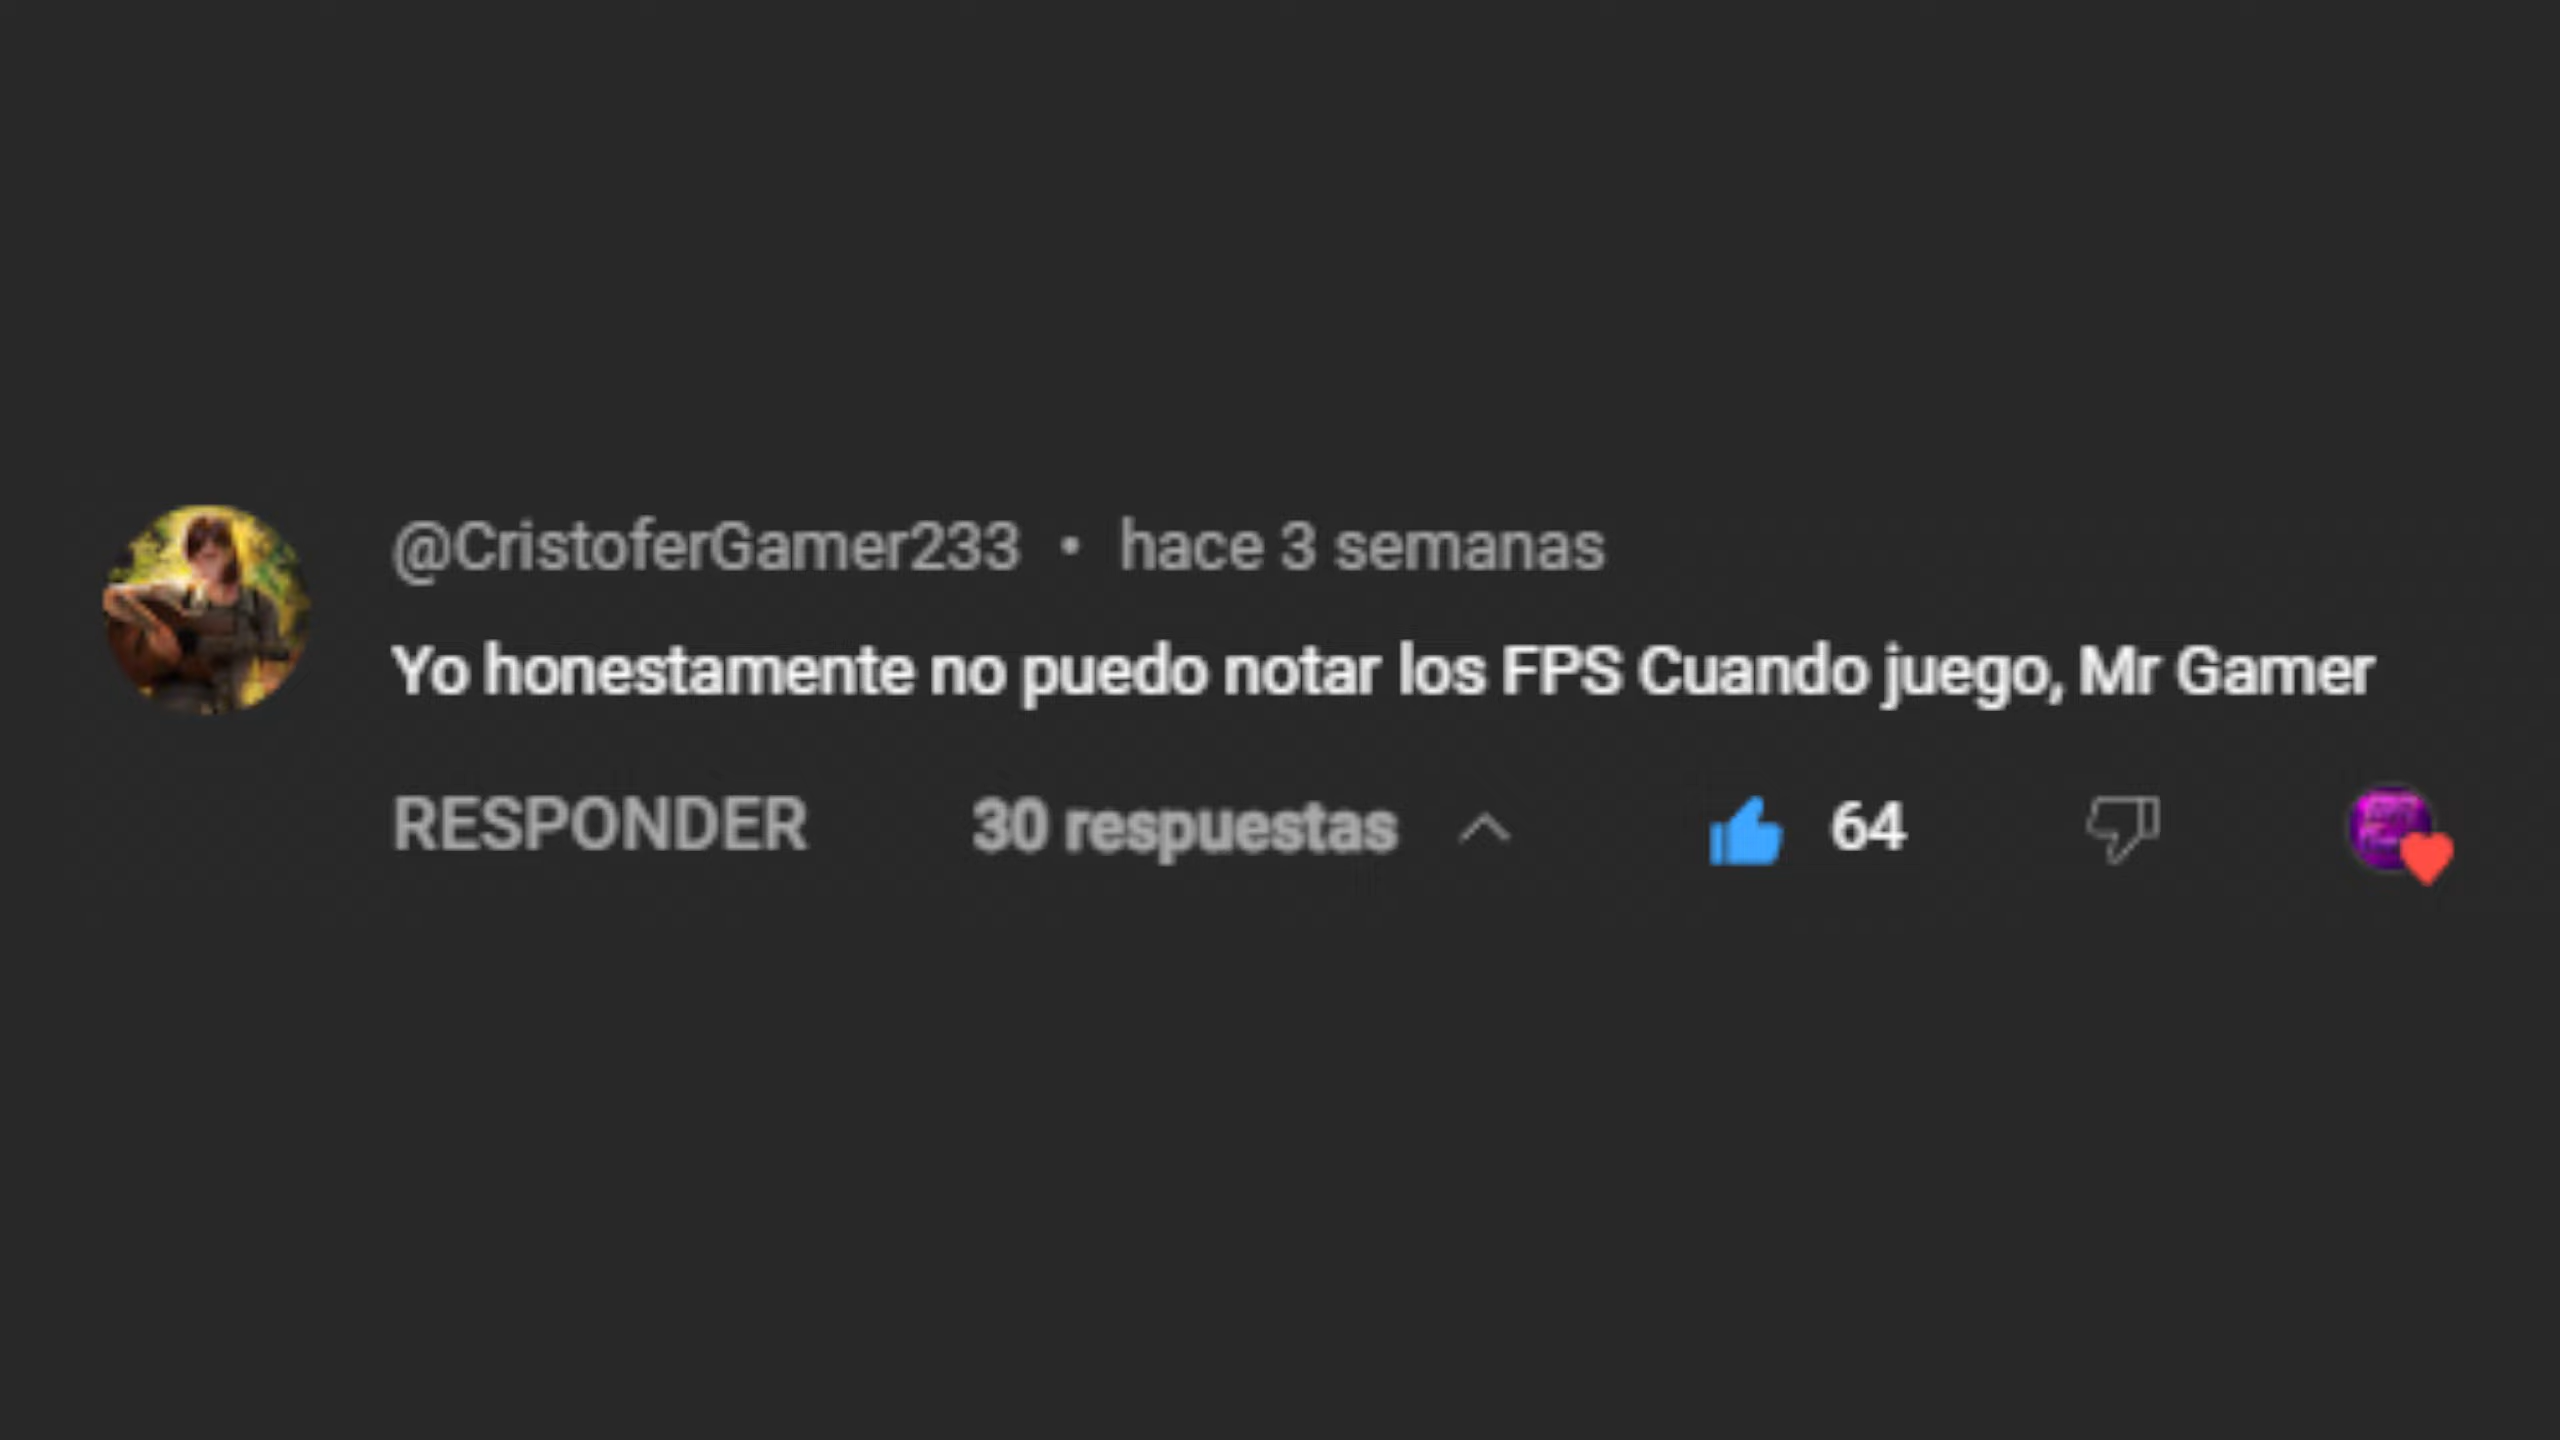 @CristoferGamer233 • hace 3 semanas
Yo honestamente no puedo notar los FPS Cuando juego, Mr Gamer
RESPONDER 30 respuestas 64